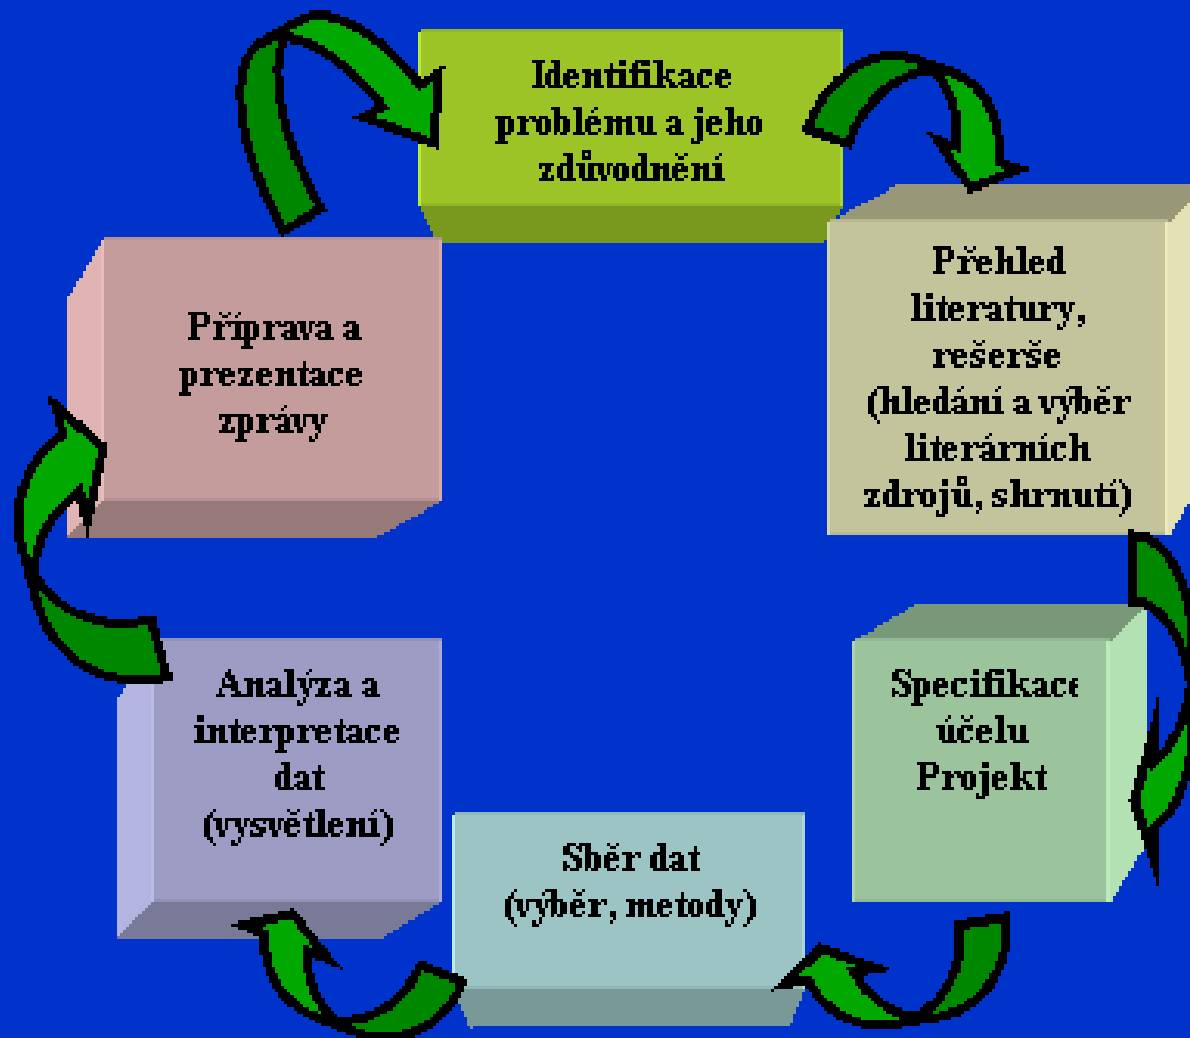 Identifikace
problému a jeho
zdůvodnění
Přehled
literatury,
rešerše
(hledání a výběr
literárních
zdrojů, shrnutí)
Specifikace
účelu
Projekt
Sběr dat
(výběr, metody)
Analýza a
interpretace
dat
(vysvětlení)
Příprava a
prezentace
zprávy